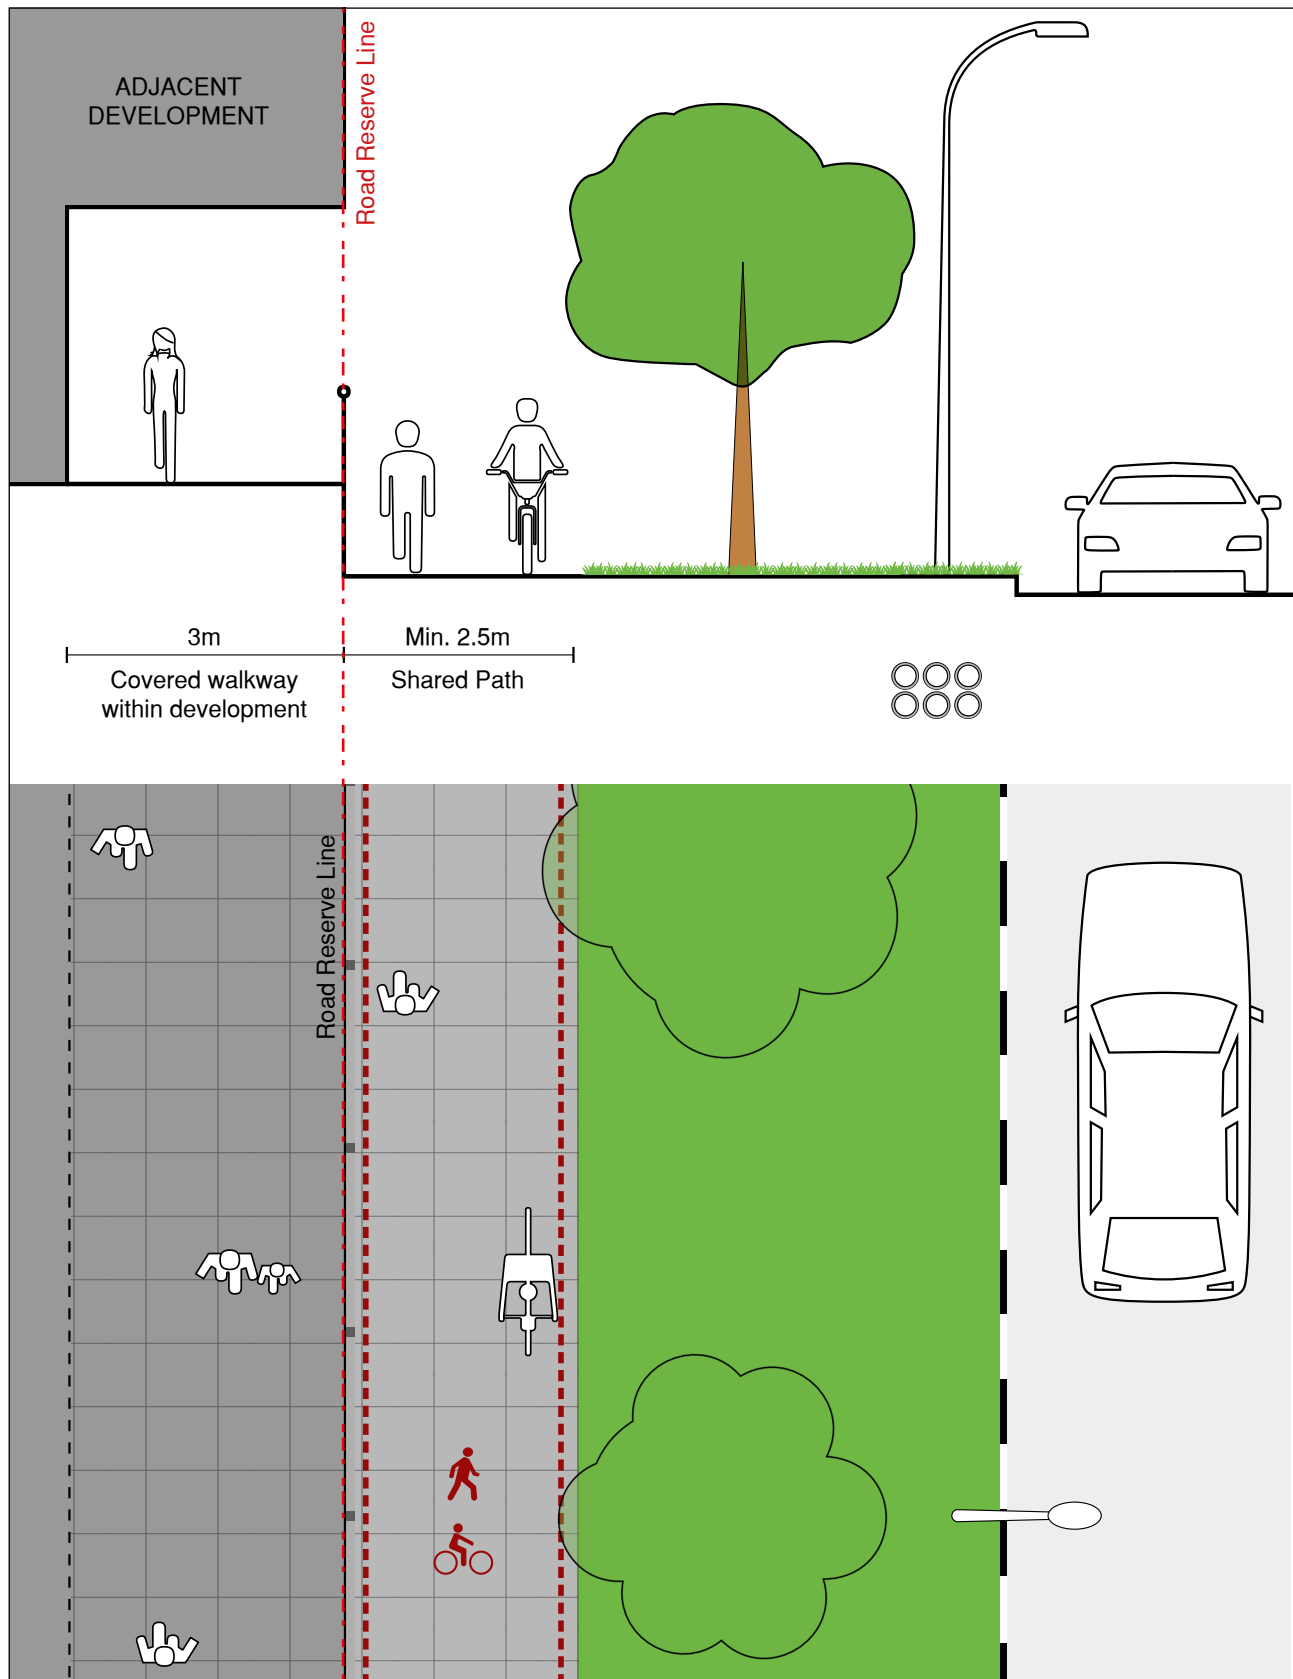 ADJACENT
DEVELOPMENT
Road Reserve Line
3m
Min. 2.5m
Covered walkway
within development
Shared Path
Road Reserve Line